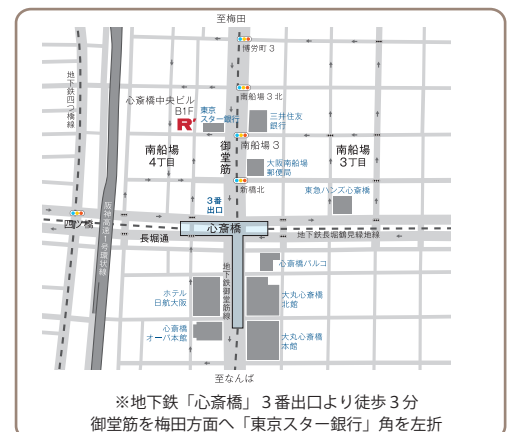 至梅田
博労町3
地下鉄四つ橋線
心斎橋中央ビル
B1F
R
東京
スター銀行
南船場3北
三井住友
銀行
南船場
4丁目
御堂筋
南船場3
南船場
3丁目
大阪南船場
郵便局
新橋北
東急ハンズ心斎橋
3番
出口
阪神高速1号環状線
四ツ橋
長堀通
心斎橋
地下鉄長堀鶴見緑地線
地下鉄御堂筋線
心斎橋パルコ
ホテル
日航大阪
大丸心斎橋
北館
心斎橋
オーパ本館
大丸心斎橋
本館
至なんば
※地下鉄「心斎橋」3番出口より徒歩3分
御堂筋を梅田方面へ「東京スター銀行」角を左折